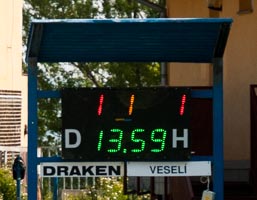 1 1 1
D 13.59 H
DRAKEN VESELÍ